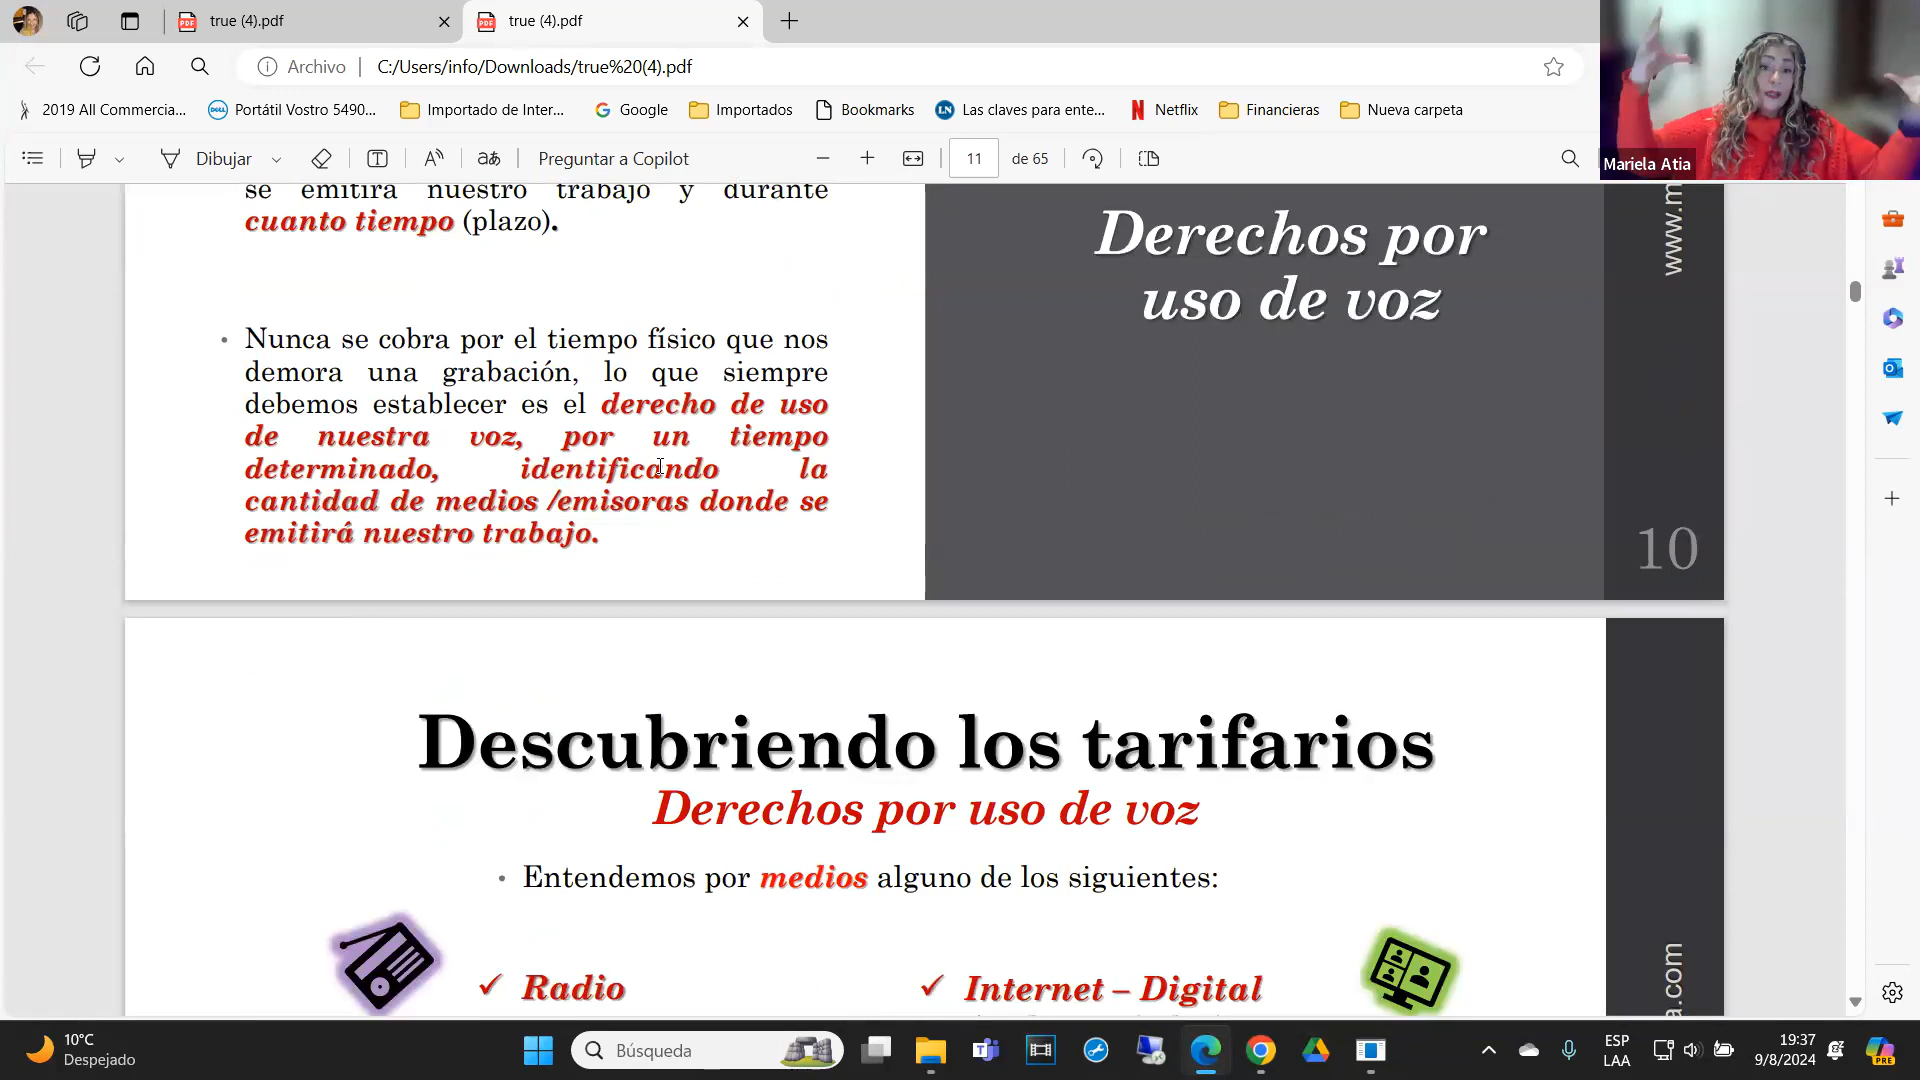 true (4).pdf
true (4).pdf
Archivo
C:/Users/info/Downloads/true%20(4).pdf
2019 All Commercia...
Portátil Vostro 5490...
Importado de Inter...
Google
Importados
Bookmarks
Las claves para ente...
Netflix
Financieras
Nueva carpeta
Dibujar
Preguntar a Copilot
11
de 65
Mariela Atia
se emitirá nuestro trabajo y durante
cuanto tiempo (plazo).
• Nunca se cobra por el tiempo físico que nos
demora una grabación, lo que siempre
debemos establecer es el derecho de uso
de nuestra voz, por un tiempo
determinado, identificando la
cantidad de medios /emisoras donde se
emitirá nuestro trabajo.
Derechos por
uso de voz
www.m
10
Descubriendo los tarifarios
Derechos por uso de voz
• Entendemos por medios alguno de los siguientes:
✓ Radio
✓ Internet – Digital
a.com
10°C
Despejado
Búsqueda
ESP
LAA
19:37
9/8/2024